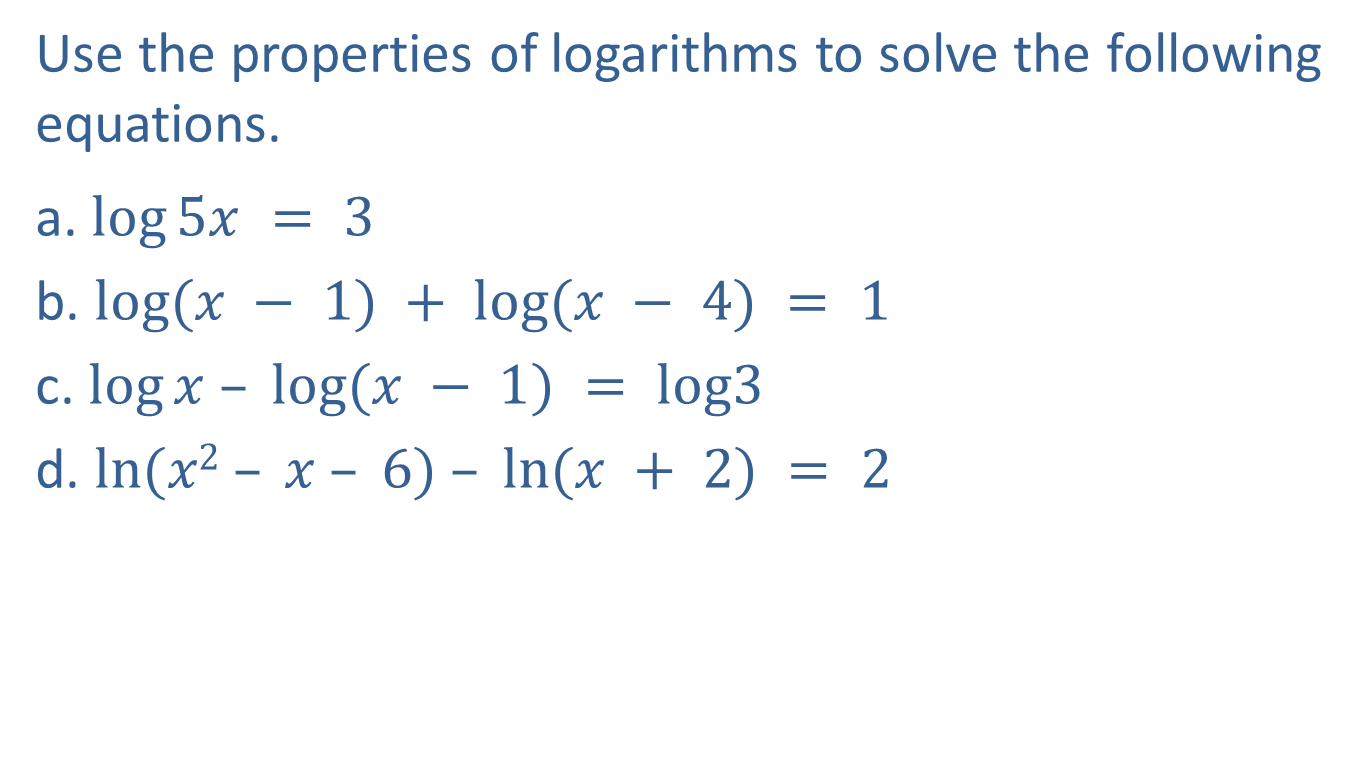 Use the properties of logarithms to solve the following
equations.
a. log 5x = 3
b. log(x − 1) + log(x − 4) = 1
c. log x – log(x − 1) = log3
d. ln(x² – x – 6) – ln(x + 2) = 2